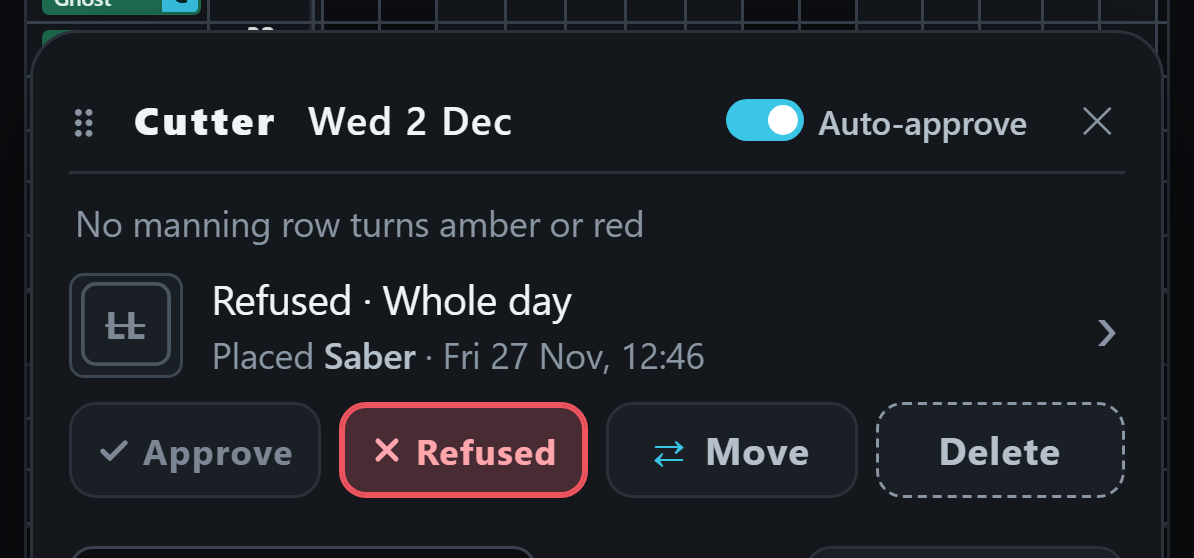 Ghost
Cutter Wed 2 Dec Auto-approve
No manning row turns amber or red
LL Refused · Whole day
Placed Saber · Fri 27 Nov, 12:46
Approve Refused Move Delete